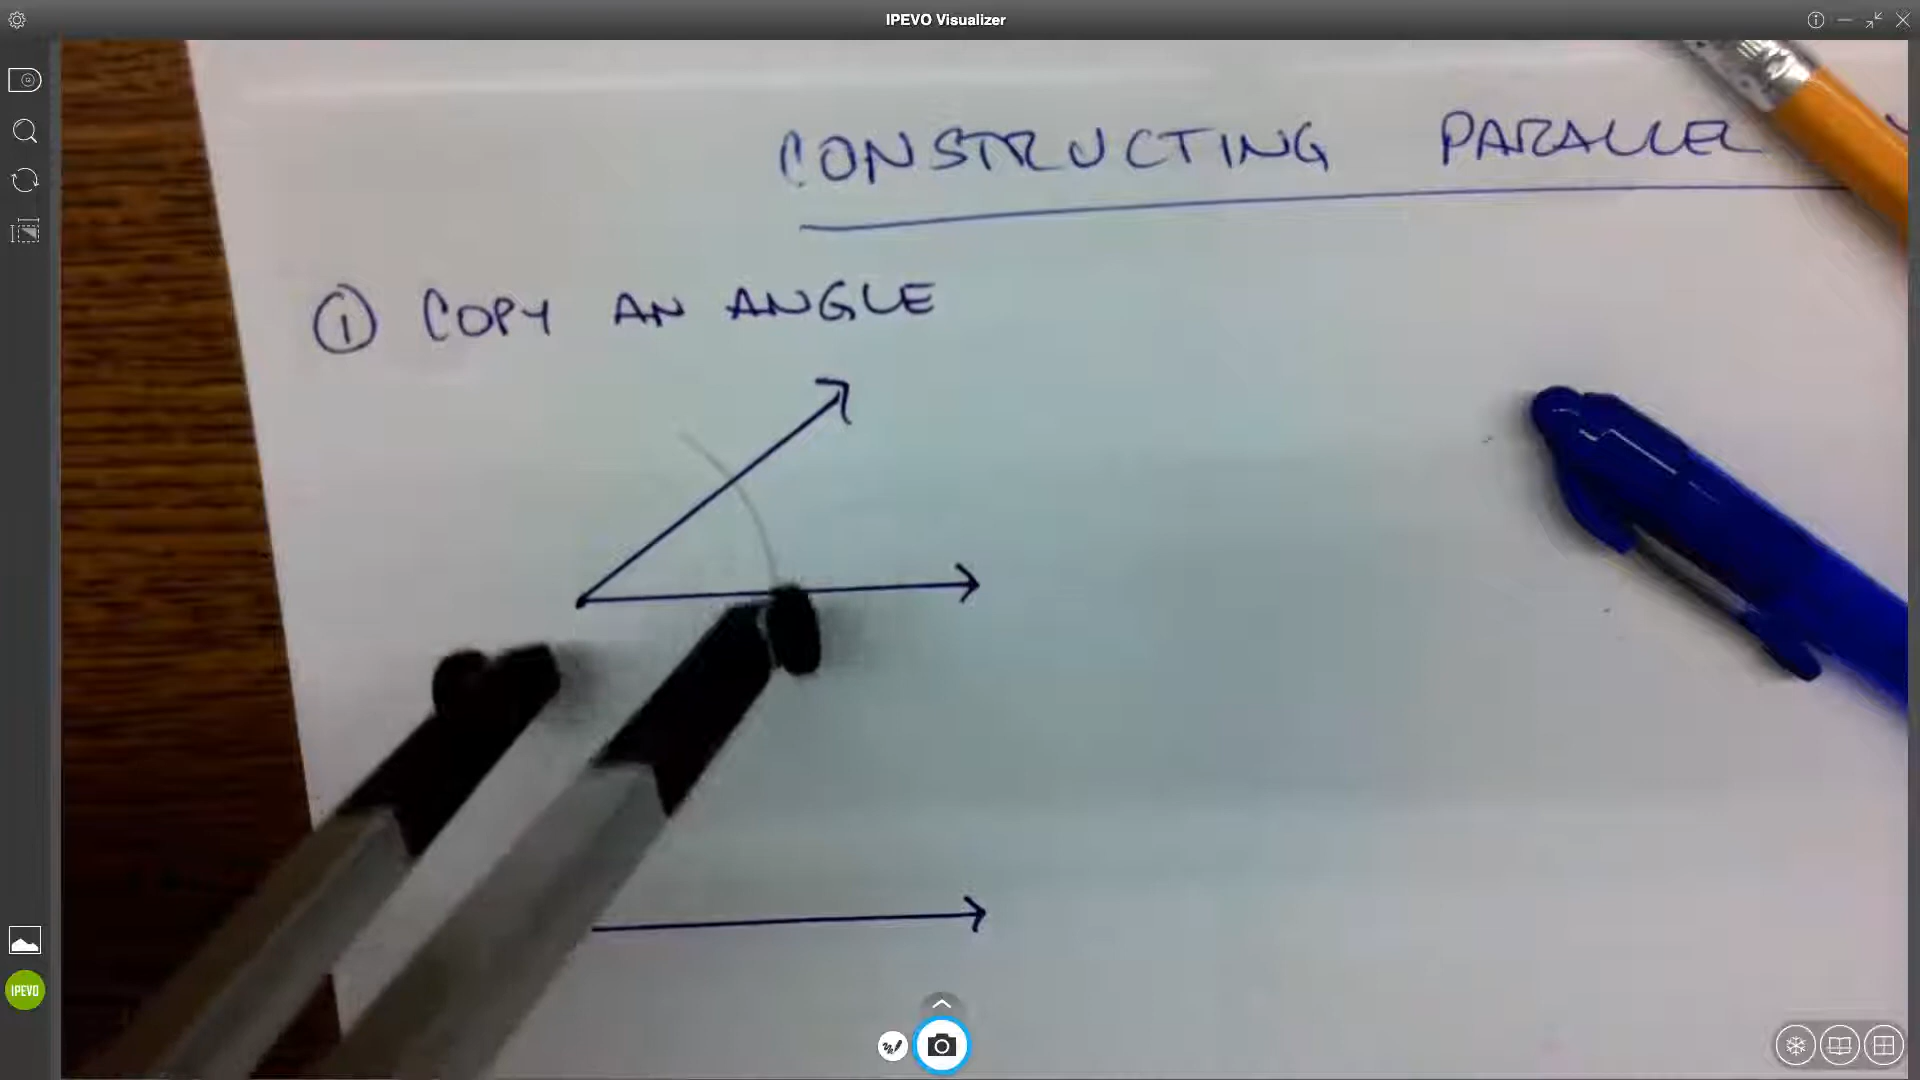 IPEVO Visualizer
CONSTRUCTING PARALLEL
① COPY AN ANGLE
IPEVO